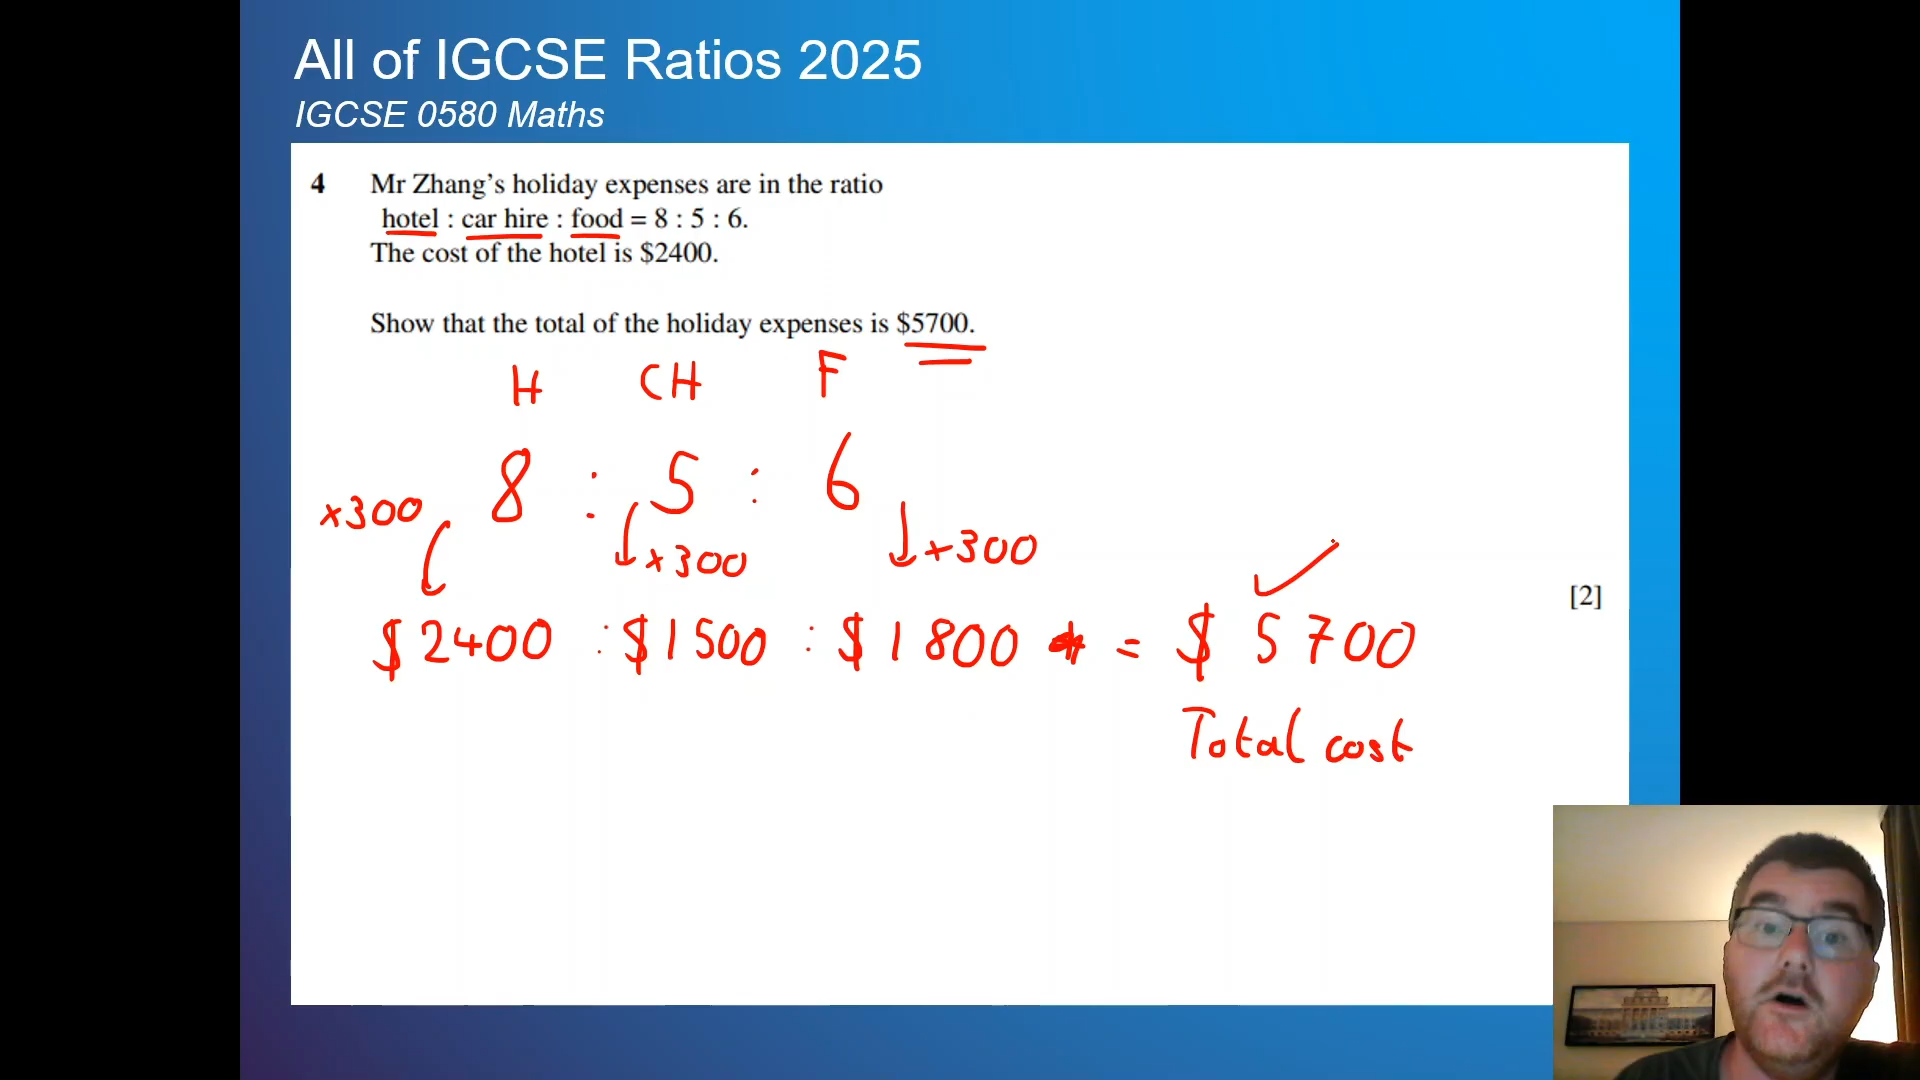 All of IGCSE Ratios 2025
IGCSE 0580 Maths
4 Mr Zhang's holiday expenses are in the ratio
hotel : car hire : food = 8 : 5 : 6.
The cost of the hotel is $2400.
Show that the total of the holiday expenses is $5700.
H CH F
8 : 5 : 6
×300 ×300 ×300
[2]
$2400 : $1500 : $1800 = $5700
Total cost